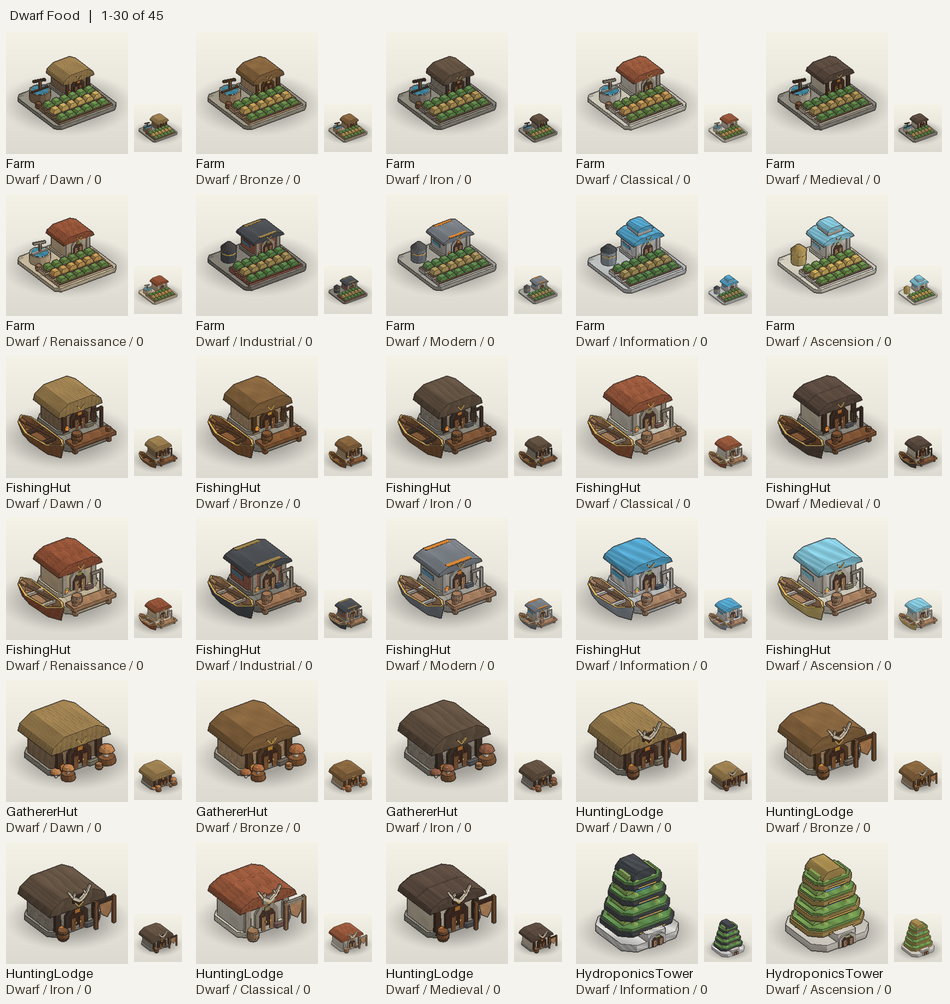 Dwarf Food | 1-30 of 45
Farm
Dwarf / Dawn / 0
Farm
Dwarf / Bronze / 0
Farm
Dwarf / Iron / 0
Farm
Dwarf / Classical / 0
Farm
Dwarf / Medieval / 0
Farm
Dwarf / Renaissance / 0
Farm
Dwarf / Industrial / 0
Farm
Dwarf / Modern / 0
Farm
Dwarf / Information / 0
Farm
Dwarf / Ascension / 0
FishingHut
Dwarf / Dawn / 0
FishingHut
Dwarf / Bronze / 0
FishingHut
Dwarf / Iron / 0
FishingHut
Dwarf / Classical / 0
FishingHut
Dwarf / Medieval / 0
FishingHut
Dwarf / Renaissance / 0
FishingHut
Dwarf / Industrial / 0
FishingHut
Dwarf / Modern / 0
FishingHut
Dwarf / Information / 0
FishingHut
Dwarf / Ascension / 0
GathererHut
Dwarf / Dawn / 0
GathererHut
Dwarf / Bronze / 0
GathererHut
Dwarf / Iron / 0
HuntingLodge
Dwarf / Dawn / 0
HuntingLodge
Dwarf / Bronze / 0
HuntingLodge
Dwarf / Iron / 0
HuntingLodge
Dwarf / Classical / 0
HuntingLodge
Dwarf / Medieval / 0
HydroponicsTower
Dwarf / Information / 0
HydroponicsTower
Dwarf / Ascension / 0